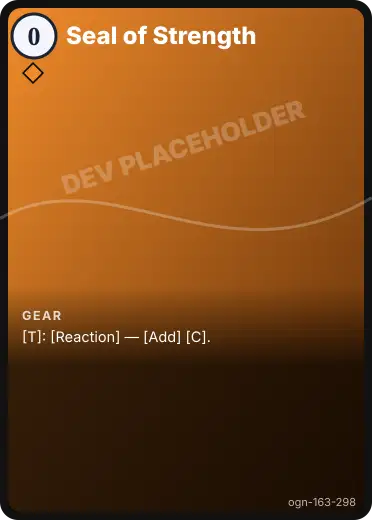 0 Seal of Strength
DEV PLACEHOLDER
GEAR
[T]: [Reaction] — [Add] [C].
ogn-163-298